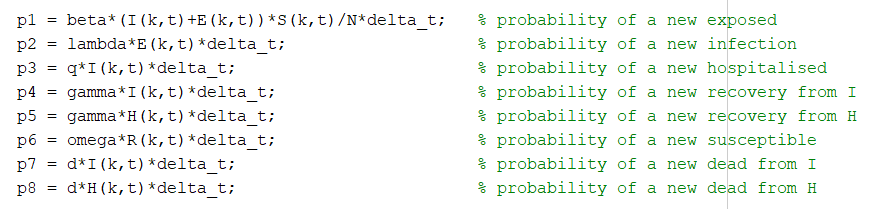 p1 = beta*(I(k,t)+E(k,t))*S(k,t)/N*delta_t; % probability of a new exposed
p2 = lambda*E(k,t)*delta_t; % probability of a new infection
p3 = q*I(k,t)*delta_t; % probability of a new hospitalised
p4 = gamma*I(k,t)*delta_t; % probability of a new recovery from I
p5 = gamma*H(k,t)*delta_t; % probability of a new recovery from H
p6 = omega*R(k,t)*delta_t; % probability of a new susceptible
p7 = d*I(k,t)*delta_t; % probability of a new dead from I
p8 = d*H(k,t)*delta_t; % probability of a new dead from H